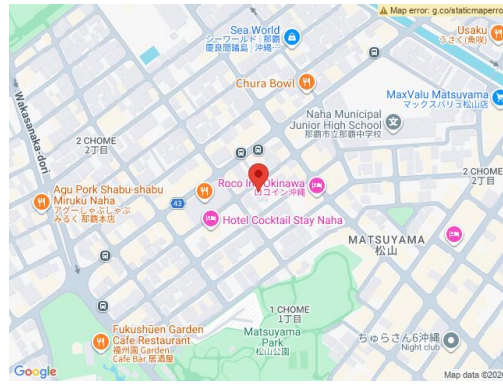 Map error: g.co/staticmaperro
Sea World
シーワールド | 那覇
慶良間諸島 | 沖縄…
Usaku
うさく(魚咲)
Wakasanaka-dori
Chura Bowl
MaxValu Matsuyama
マックスバリュ松山店
Naha Municipal
Junior High School
那覇市立那覇中学校
2 CHOME
2丁目
2 CHOME
2丁目
Agu Pork Shabu-shabu
Miruku Naha
アグーしゃぶしゃぶ
みるく 那覇本店
Roco Inn Okinawa
ロコイン沖縄
43
Hotel Cocktail Stay Naha
MATSUYAMA
松山
1 CHOME
1丁目
Fukushūen Garden
Cafe Restaurant
福州園 Garden
Cafe Bar 居酒屋
Matsuyama
Park
松山公園
ちゅらさん6沖縄
Night club
Google
Map data ©202